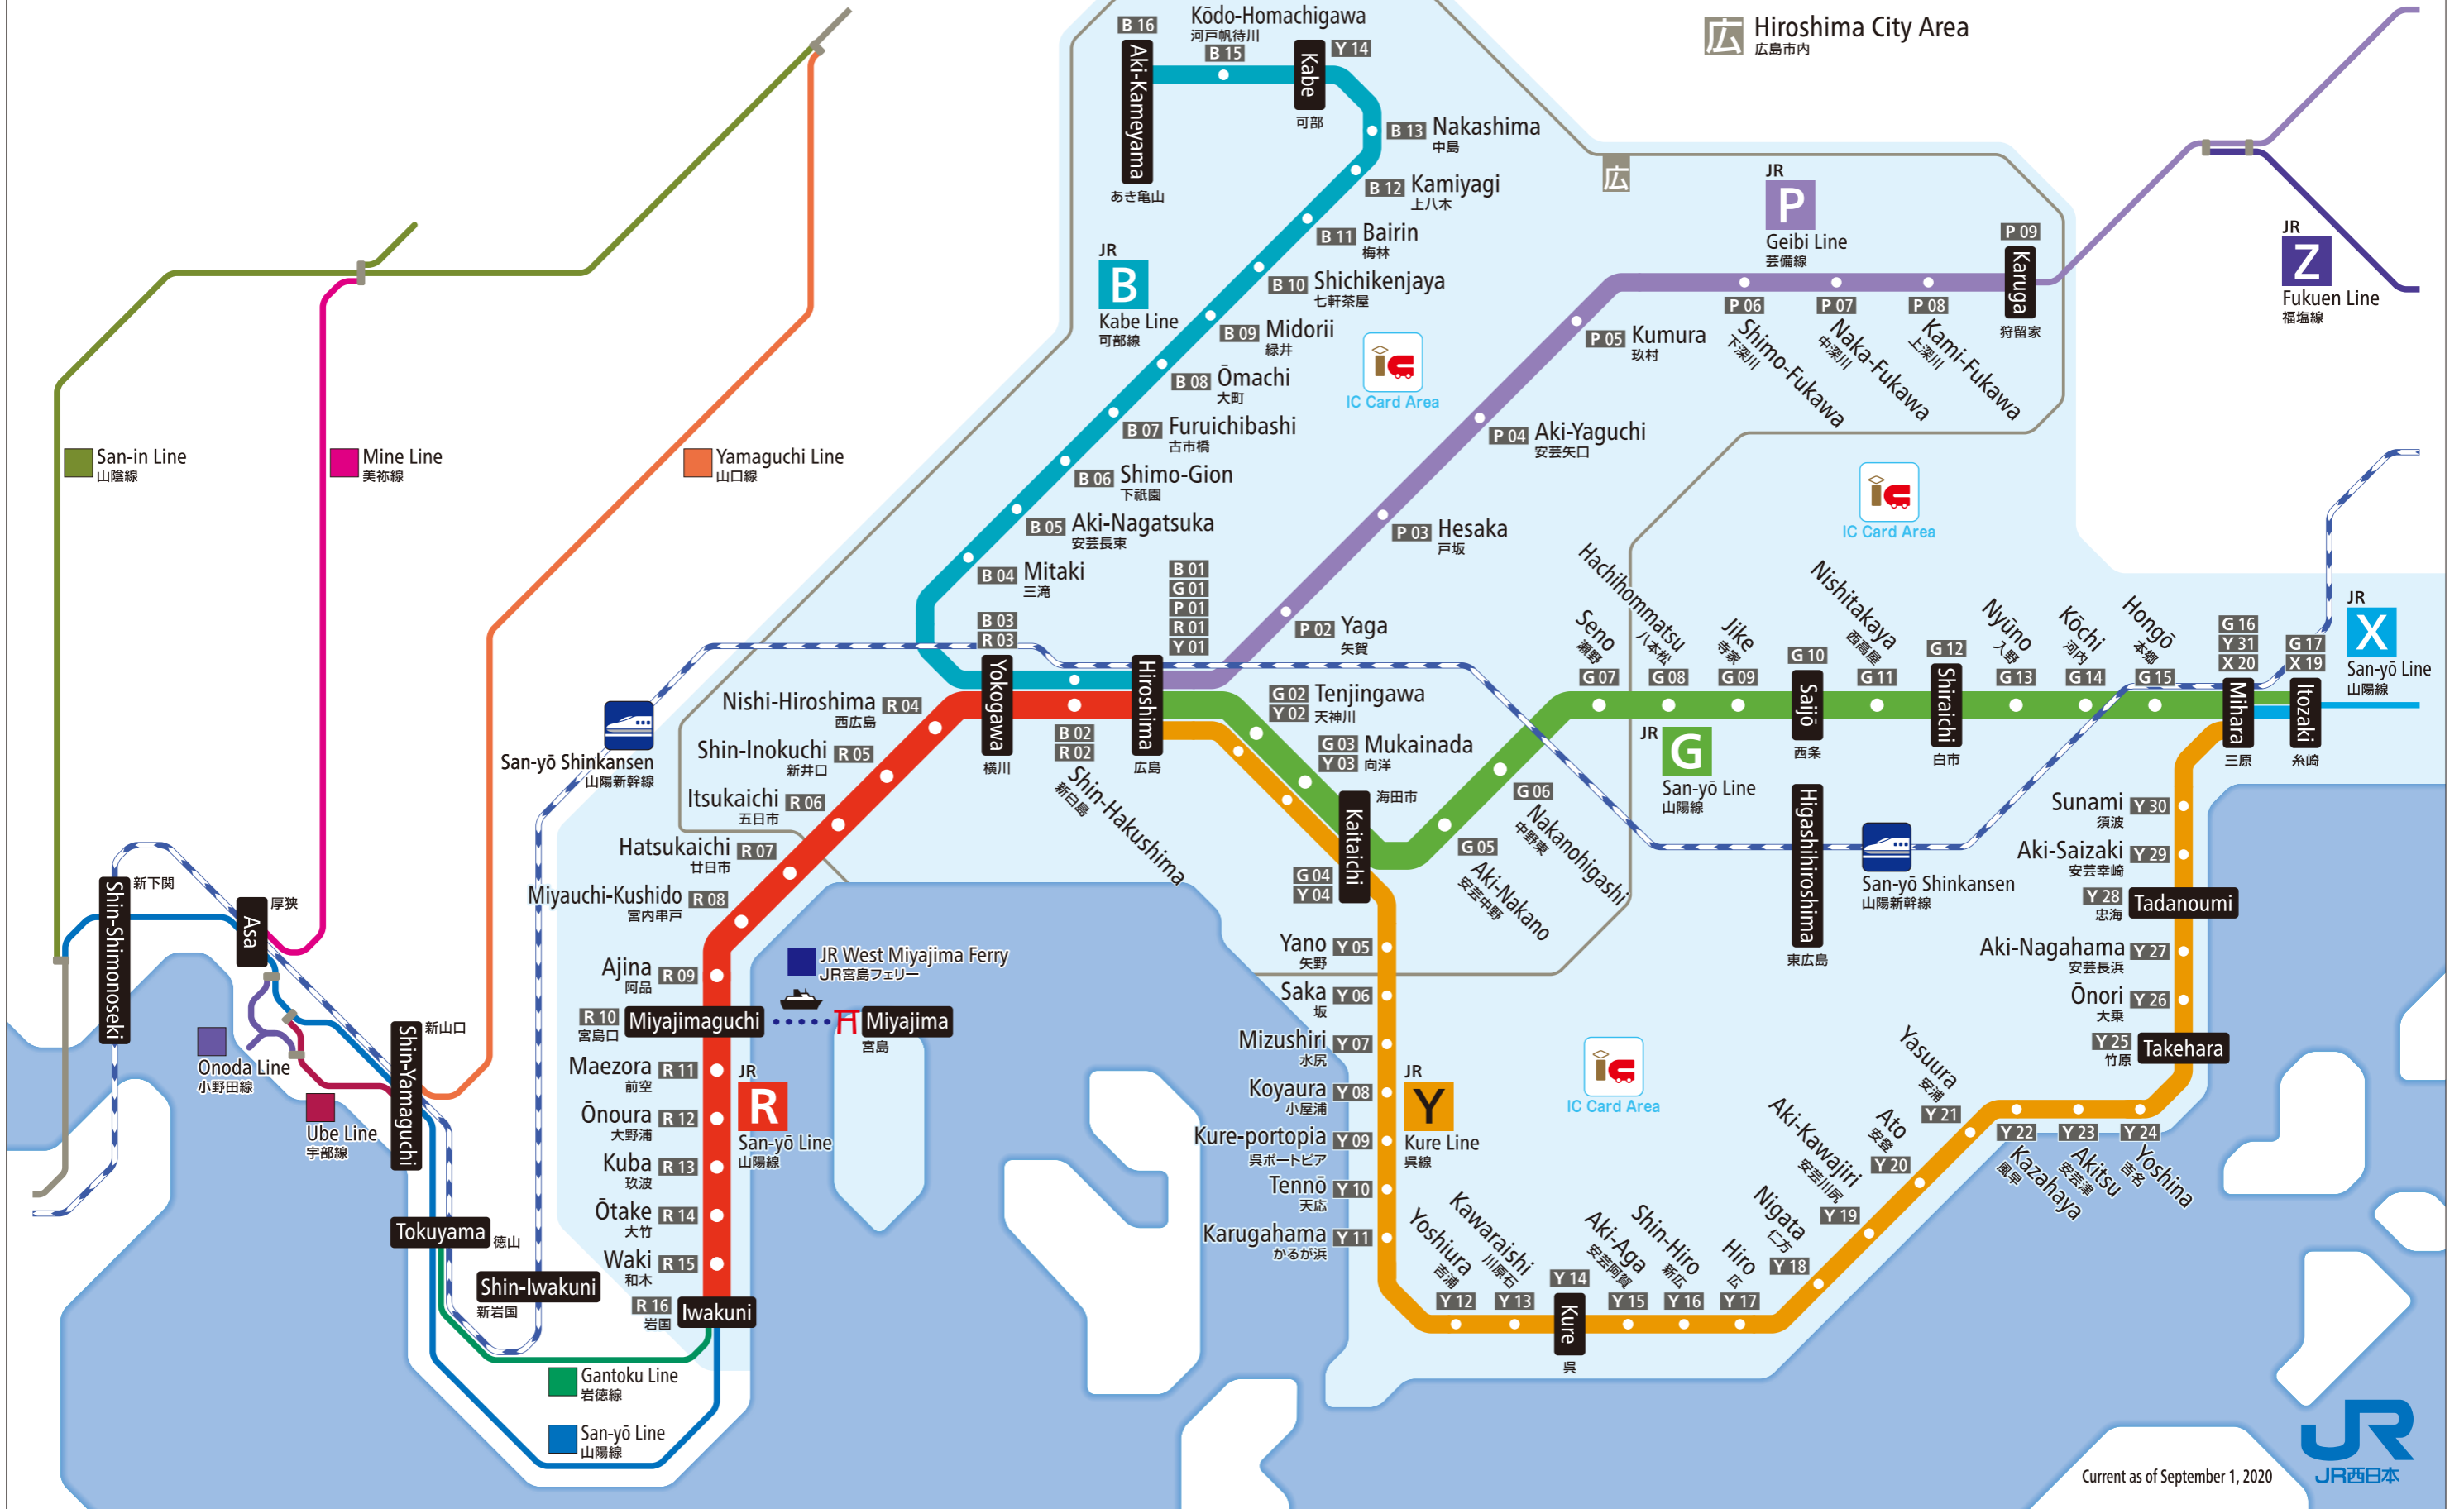 広
Hiroshima City Area
広島市内
広
B 16
Aki-Kameyama
あき亀山
Kōdo-Homachigawa
河戸帆待川
B 15
Y 14
Kabe
可部
B 13 Nakashima
中島
B 12 Kamiyagi
上八木
B 11 Bairin
梅林
B 10 Shichikenjaya
七軒茶屋
B 09 Midorii
緑井
B 08 Ōmachi
大町
B 07 Furuichibashi
古市橋
B 06 Shimo-Gion
下祇園
B 05 Aki-Nagatsuka
安芸長束
B 04 Mitaki
三滝
JR
B
Kabe Line
可部線
IC Card Area
JR
P
Geibi Line
芸備線
P 09
Karuga
狩留家
P 08
Kami-Fukawa
上深川
P 07
Naka-Fukawa
中深川
P 06
Shimo-Fukawa
下深川
P 05 Kumura
玖村
P 04 Aki-Yaguchi
安芸矢口
P 03 Hesaka
戸坂
P 02 Yaga
矢賀
JR
Z
Fukuen Line
福塩線
San-in Line
山陰線
Mine Line
美祢線
Yamaguchi Line
山口線
IC Card Area
B 03
R 03
Yokogawa
横川
B 01
G 01
P 01
R 01
Y 01
Hiroshima
広島
B 02
R 02
Shin-Hakushima
新白島
Nishi-Hiroshima R 04
西広島
Shin-Inokuchi R 05
新井口
Itsukaichi R 06
五日市
Hatsukaichi R 07
廿日市
Miyauchi-Kushido R 08
宮内串戸
Ajina R 09
阿品
R 10 Miyajimaguchi
宮島口
Maezora R 11
前空
Ōnoura R 12
大野浦
Kuba R 13
玖波
Ōtake R 14
大竹
Waki R 15
和木
R 16 Iwakuni
岩国
JR
R
San-yō Line
山陽線
JR West Miyajima Ferry
JR宮島フェリー
Miyajima
宮島
San-yō Shinkansen
山陽新幹線
G 02 Tenjingawa
Y 02 天神川
G 03 Mukainada
Y 03 向洋
海田市
Kaitaichi
G 04
Y 04
G 05
Aki-Nakano
安芸中野
G 06
Nakanohigashi
中野東
Seno
瀬野
G 07
Hachihommatsu
八本松
G 08
Jike
寺家
G 09
G 10
Saijō
西条
Nishitakaya
西高屋
G 11
G 12
Shiraichi
白市
Nyūno
入野
G 13
Kōchi
河内
G 14
Hongō
本郷
G 15
G 16
Y 31
X 20
Mihara
三原
G 17
X 19
Itozaki
糸崎
JR
X
San-yō Line
山陽線
JR
G
San-yō Line
山陽線
Higashihiroshima
東広島
San-yō Shinkansen
山陽新幹線
Sunami Y 30
須波
Aki-Saizaki Y 29
安芸幸崎
Y 28 Tadanoumi
忠海
Aki-Nagahama Y 27
安芸長浜
Ōnori Y 26
大乗
Y 25 Takehara
竹原
Y 24
Yoshina
吉名
Y 23
Akitsu
安芸津
Y 22
Kazahaya
風早
Yasuura
安浦
Y 21
Ato
安登
Y 20
Aki-Kawajiri
安芸川尻
Y 19
Nigata
仁方
Y 18
Hiro
広
Y 17
Shin-Hiro
新広
Y 16
Aki-Aga
安芸阿賀
Y 15
Y 14
Kure
呉
Kawaraishi
川原石
Y 13
Yoshiura
吉浦
Y 12
Yano Y 05
矢野
Saka Y 06
坂
Mizushiri Y 07
水尻
Koyaura Y 08
小屋浦
Kure-portopia Y 09
呉ポートピア
Tennō Y 10
天応
Karugahama Y 11
かるが浜
JR
Y
Kure Line
呉線
IC Card Area
Shin-Shimonoseki
新下関
Asa
厚狭
Onoda Line
小野田線
Ube Line
宇部線
Shin-Yamaguchi
新山口
Tokuyama
徳山
Shin-Iwakuni
新岩国
Gantoku Line
岩徳線
San-yō Line
山陽線
Current as of September 1, 2020
JR
JR西日本